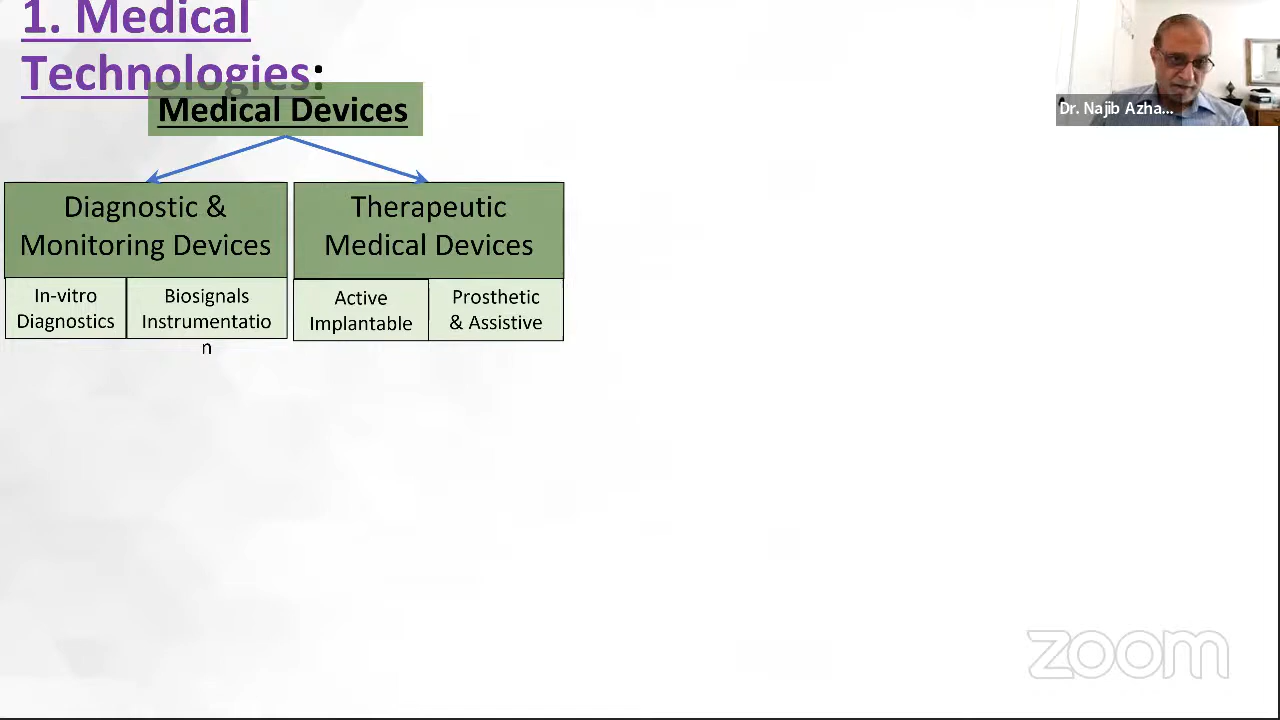 1. Medical
Technologies:
Medical Devices
Diagnostic &
Monitoring Devices
Therapeutic
Medical Devices
In-vitro
Diagnostics
Biosignals
Instrumentatio
n
Active
Implantable
Prosthetic
& Assistive
Dr. Najib Azha...
zoom